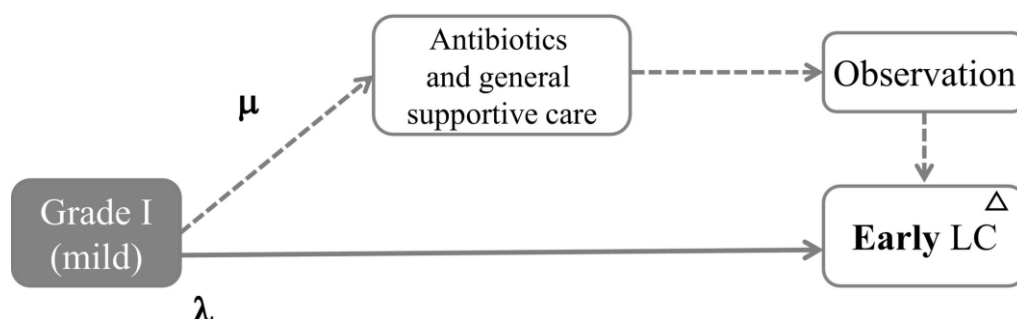 Antibiotics
and general
supportive care
Observation
μ
Grade I
(mild)
Early LC
△
λ